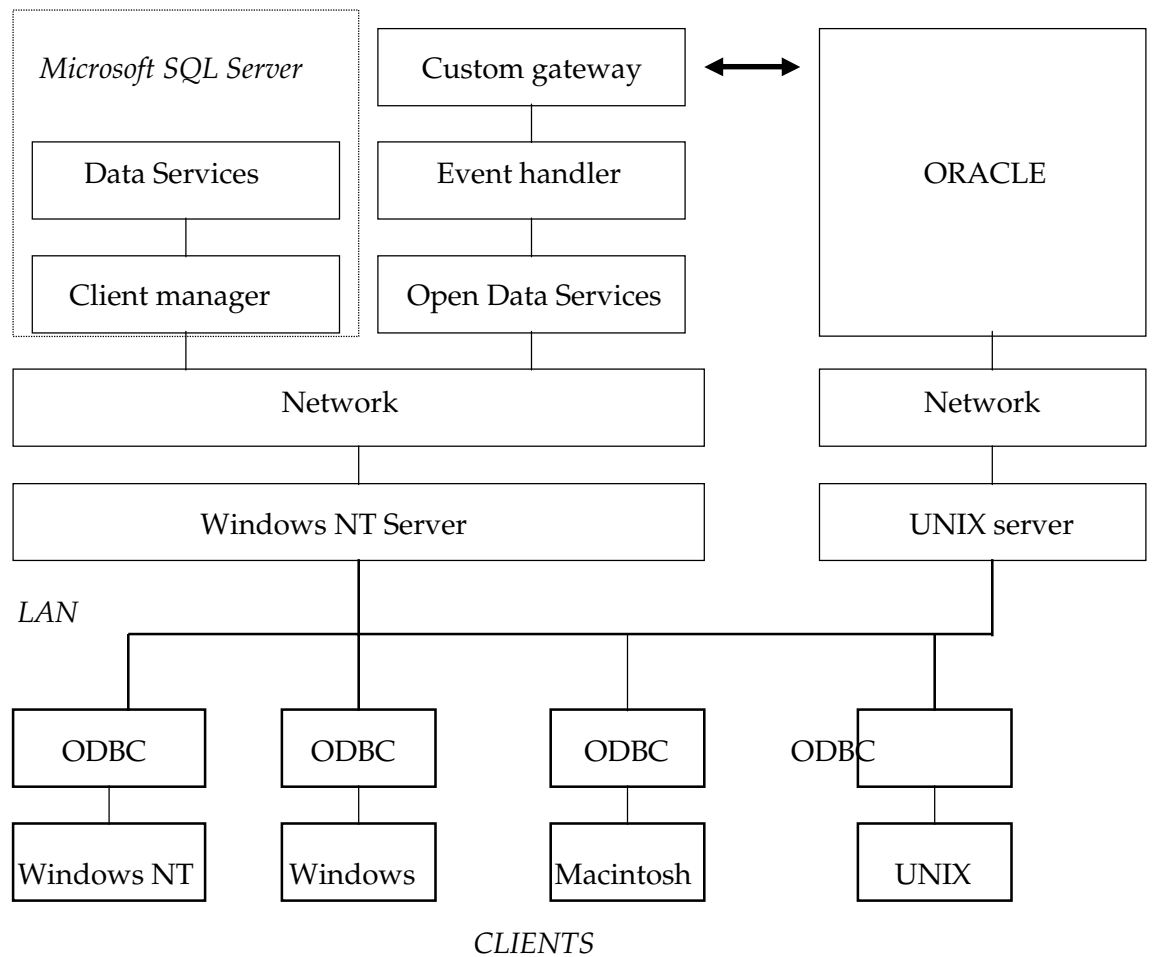 Microsoft SQL Server
Custom gateway
Data Services
Event handler
ORACLE
Client manager
Open Data Services
Network
Network
Windows NT Server
UNIX server
LAN
ODBC
ODBC
ODBC
ODBC
Windows NT
Windows
Macintosh
UNIX
CLIENTS